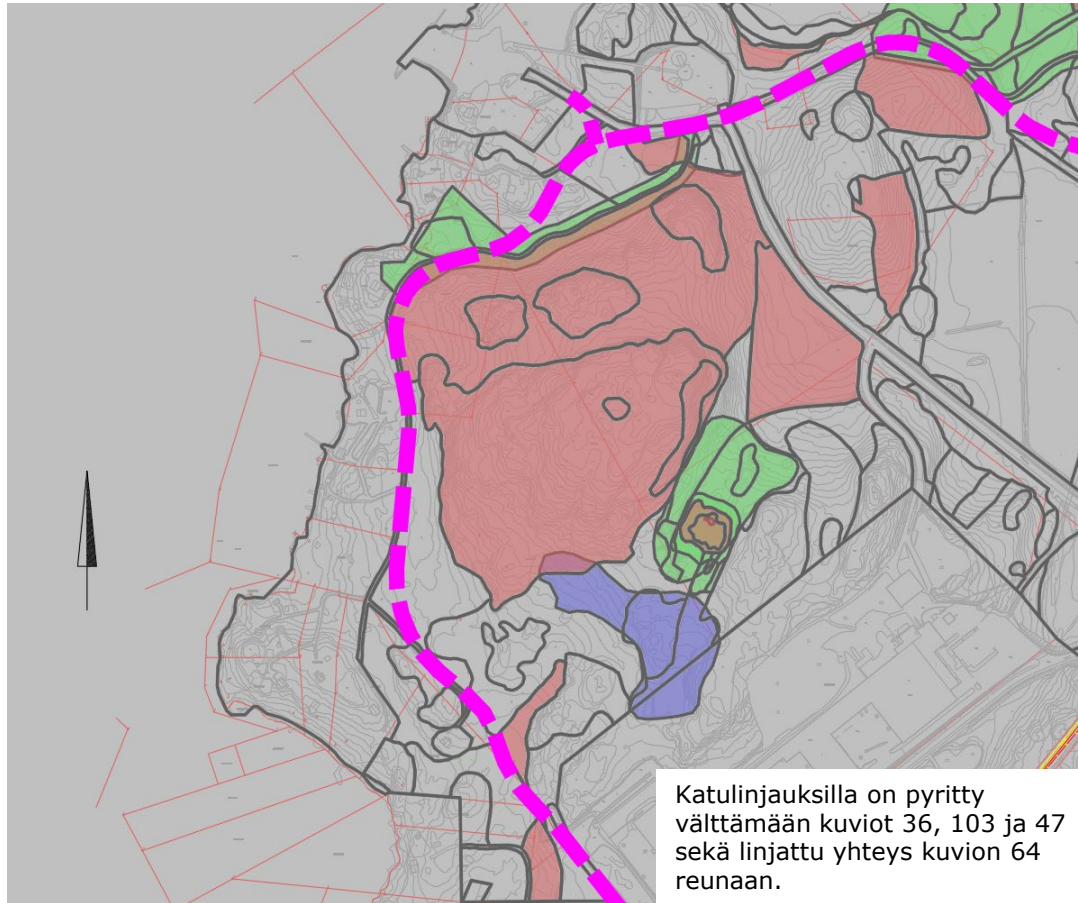 Katulinjauksilla on pyritty
välttämään kuviot 36, 103 ja 47
sekä linjattu yhteys kuvion 64
reunaan.